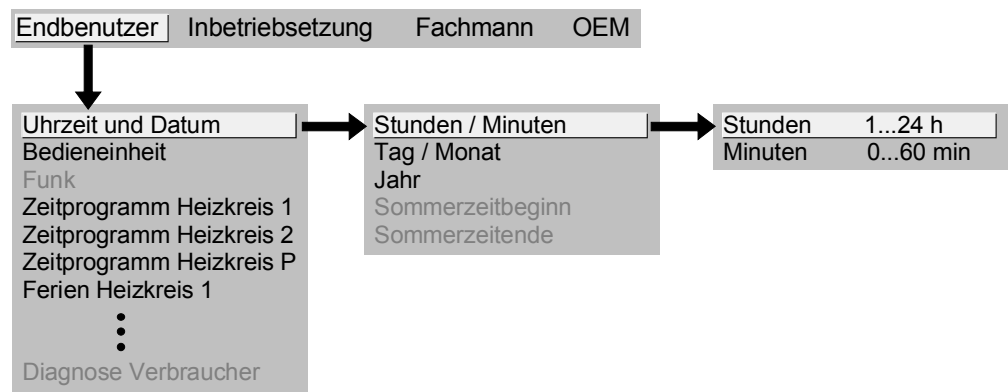 Endbenutzer Inbetriebsetzung Fachmann OEM
Uhrzeit und Datum
Bedieneinheit
Funk
Zeitprogramm Heizkreis 1
Zeitprogramm Heizkreis 2
Zeitprogramm Heizkreis P
Ferien Heizkreis 1
Diagnose Verbraucher
Stunden / Minuten
Tag / Monat
Jahr
Sommerzeitbeginn
Sommerzeitende
Stunden 1...24 h
Minuten 0...60 min